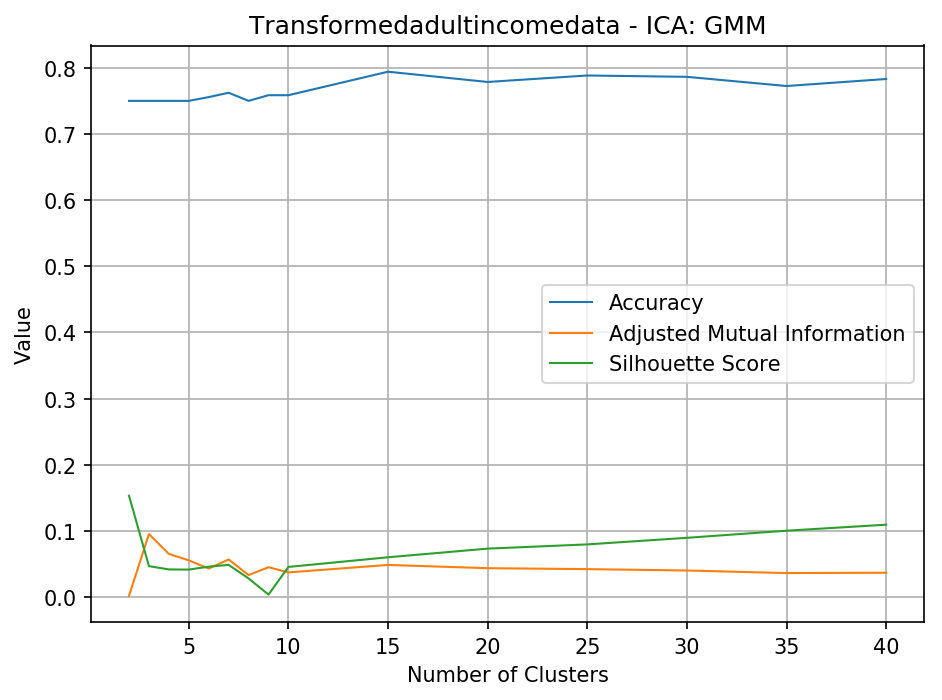 Transformedadultincomedata - ICA: GMM
0.8
0.7
0.6
0.5
0.4
0.3
0.2
0.1
0.0
Value
Accuracy
Adjusted Mutual Information
Silhouette Score
5 10 15 20 25 30 35 40
Number of Clusters